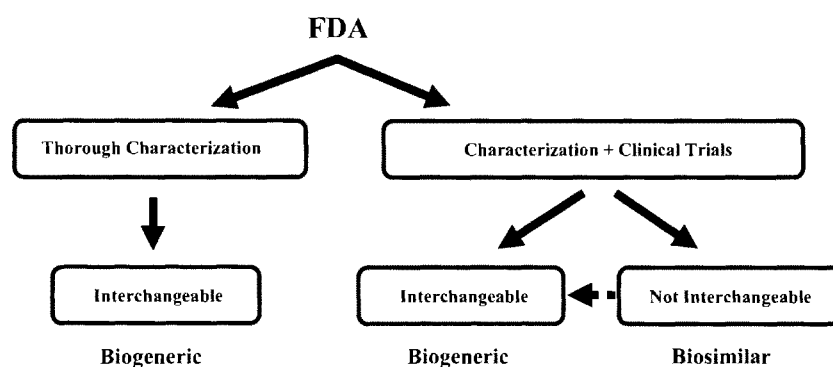 FDA
Thorough Characterization
Characterization + Clinical Trials
Interchangeable
Interchangeable
Not Interchangeable
Biogeneric
Biogeneric
Biosimilar